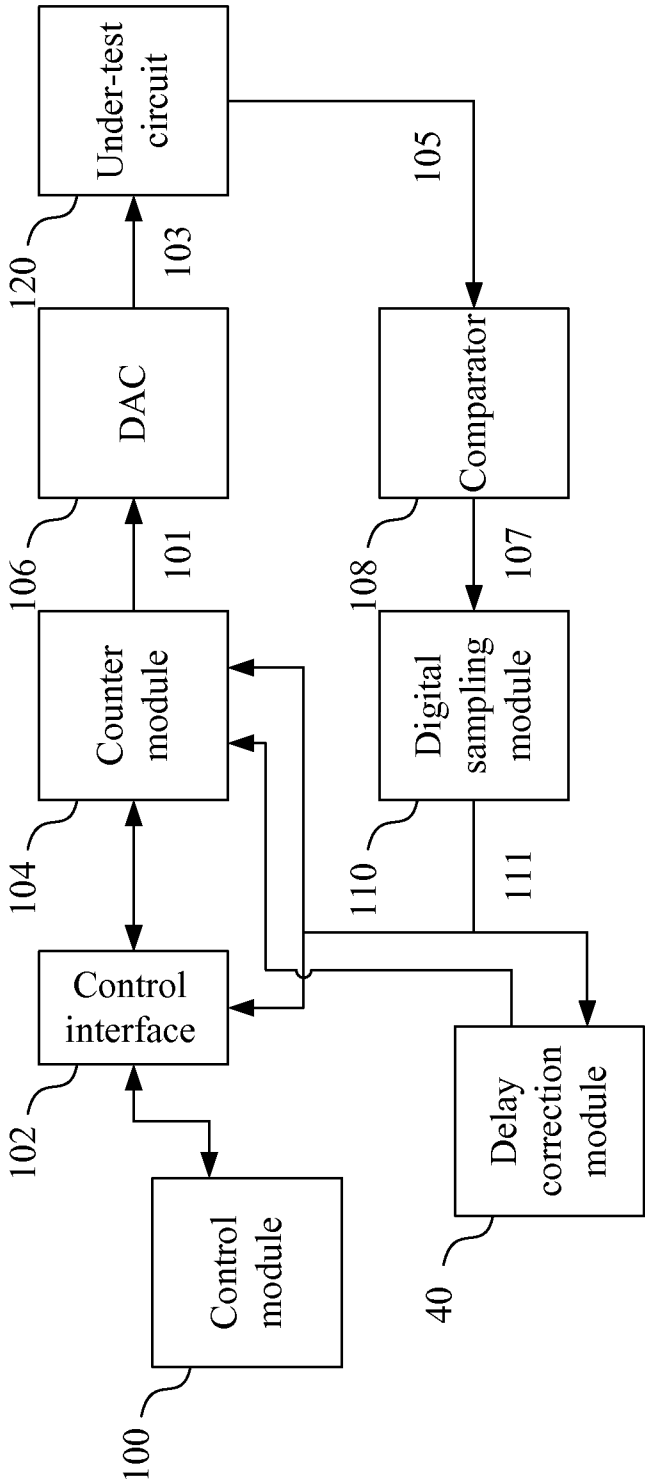 100
Control
module
102
Control
interface
104
Counter
module
101
106
DAC
103
120
Under-test
circuit
105
108
Comparator
107
110
Digital
sampling
module
111
40
Delay
correction
module